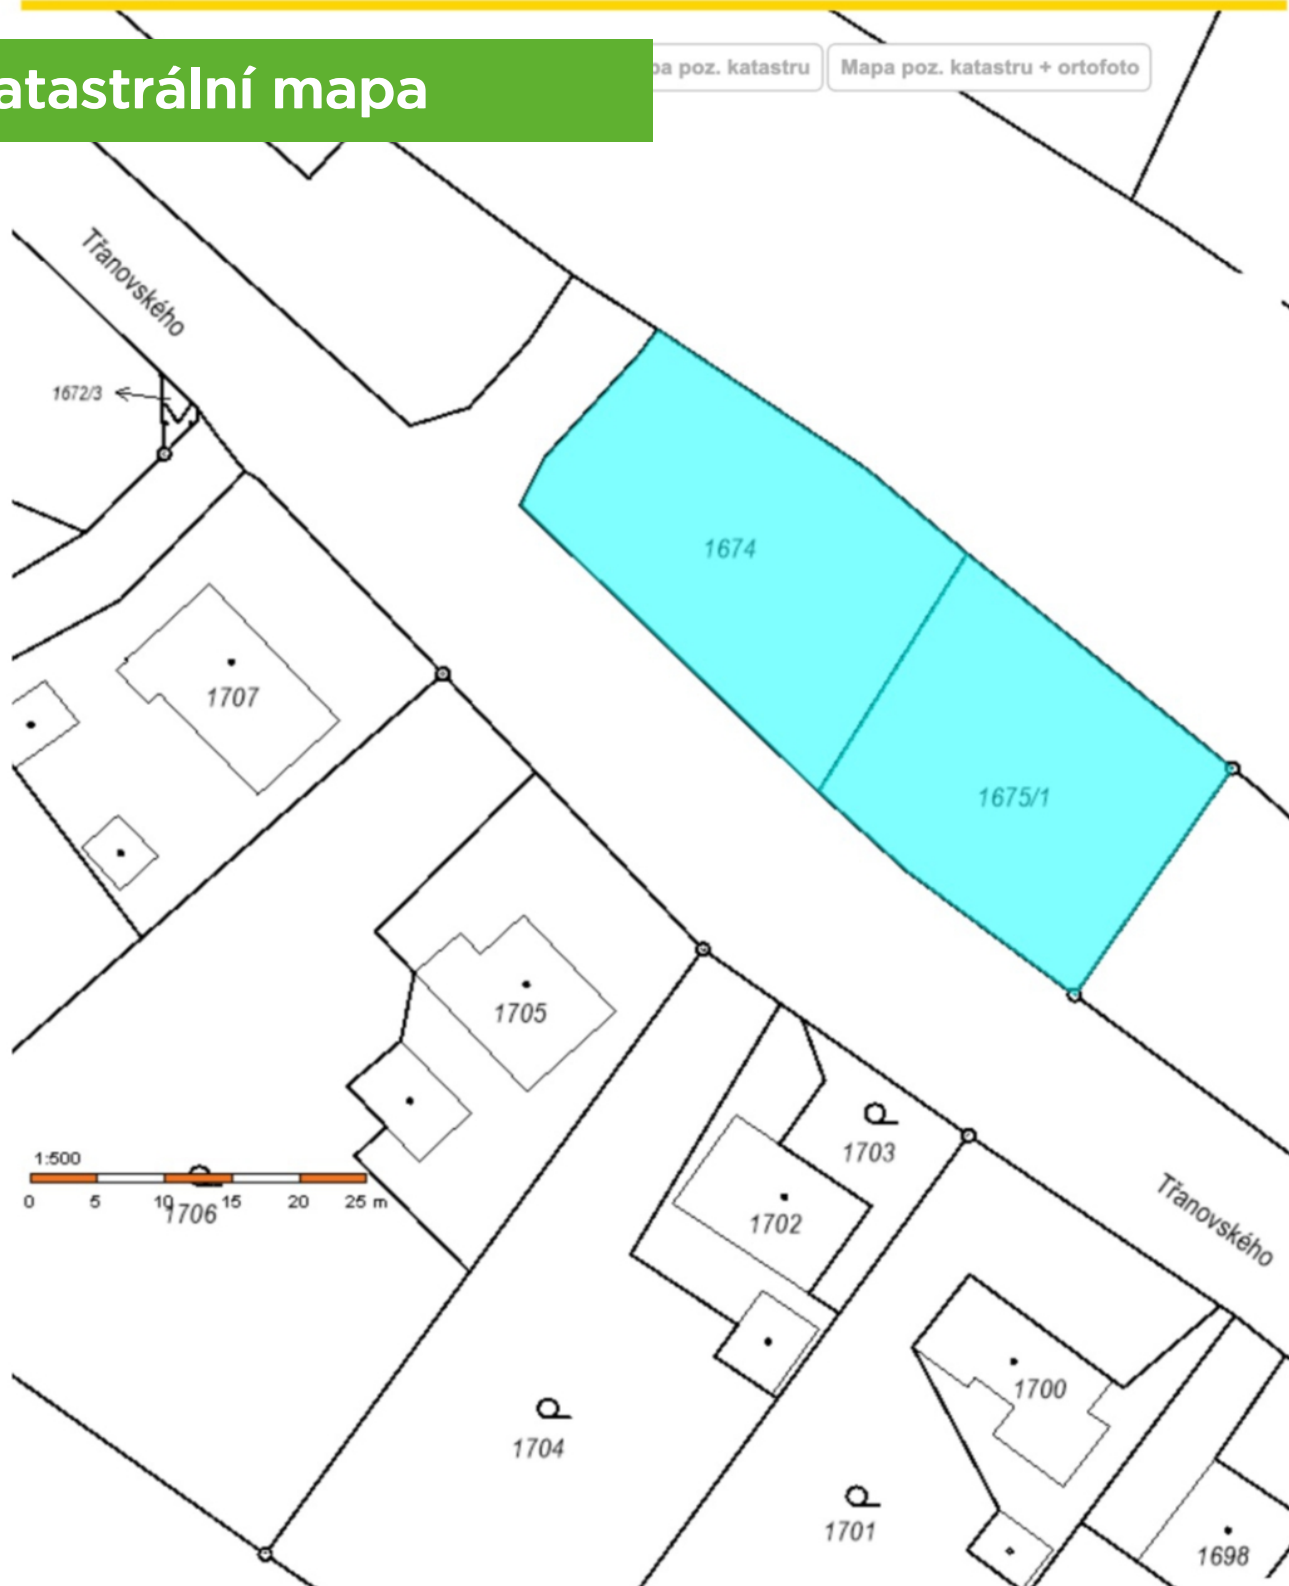 atastrální mapa
pa poz. katastru
Mapa poz. katastru + ortofoto
Třanovského
1672/3
1674
1707
1675/1
1705
1703
1:500
0 5 10 15 20 25 m
1706
1702
Třanovského
1700
1704
1701
1698